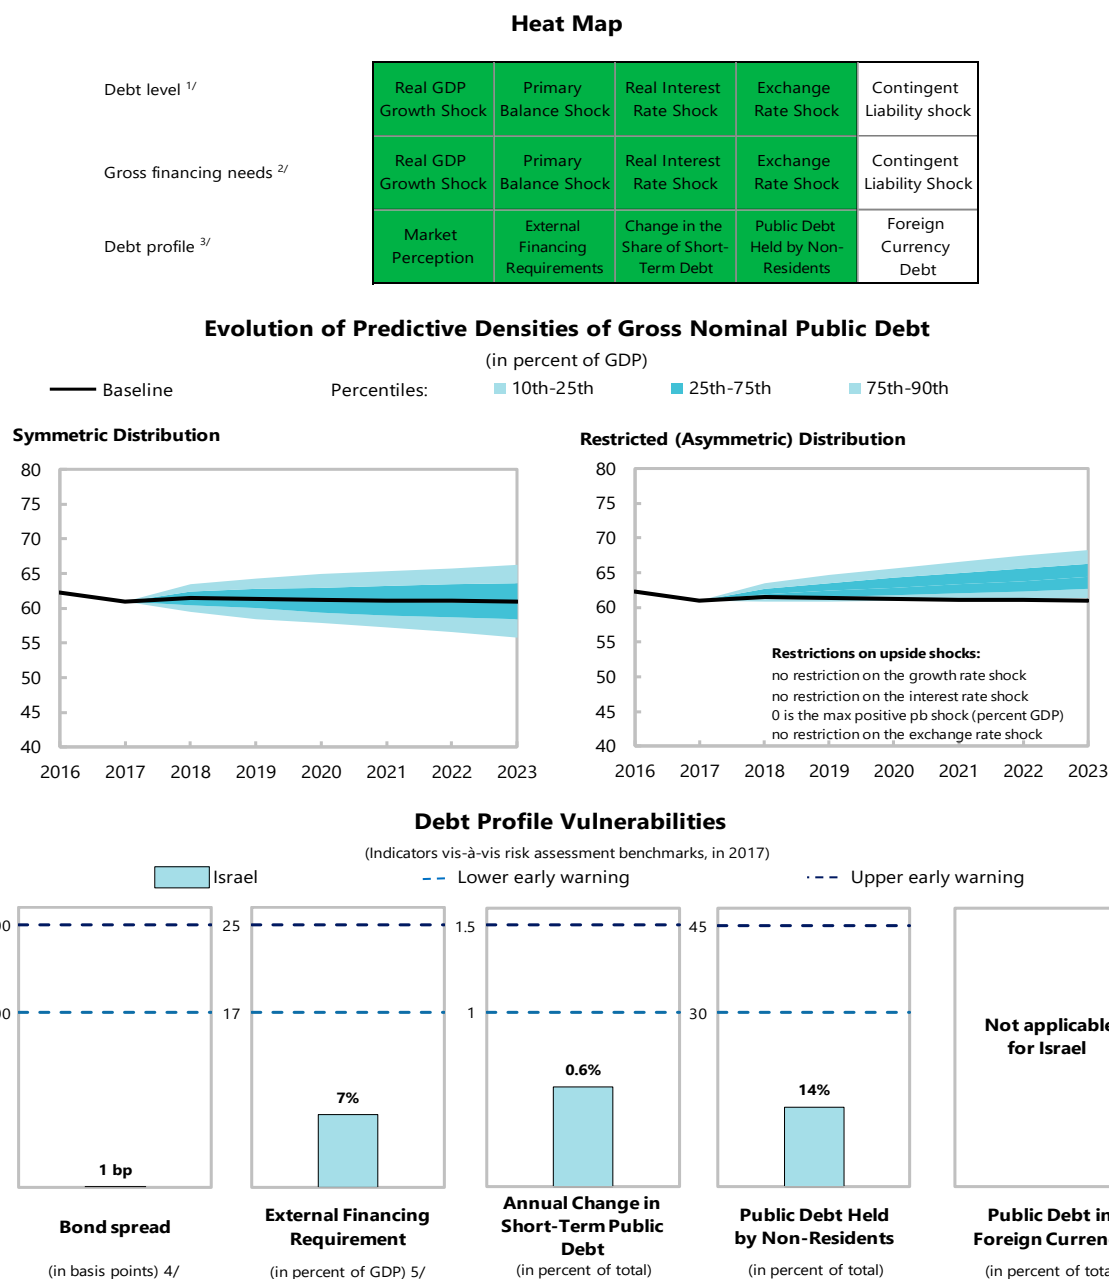 Heat Map
Debt level 1/
Real GDP Growth Shock
Primary Balance Shock
Real Interest Rate Shock
Exchange Rate Shock
Contingent Liability shock
Gross financing needs 2/
Real GDP Growth Shock
Primary Balance Shock
Real Interest Rate Shock
Exchange Rate Shock
Contingent Liability Shock
Debt profile 3/
Market Perception
External Financing Requirements
Change in the Share of Short-Term Debt
Public Debt Held by Non-Residents
Foreign Currency Debt
Evolution of Predictive Densities of Gross Nominal Public Debt
(in percent of GDP)
Baseline
Percentiles:
10th-25th
25th-75th
75th-90th
Symmetric Distribution
80
75
70
65
60
55
50
45
40
2016 2017 2018 2019 2020 2021 2022 2023
Restricted (Asymmetric) Distribution
80
75
70
65
60
55
50
45
40
Restrictions on upside shocks:
no restriction on the growth rate shock
no restriction on the interest rate shock
0 is the max positive pb shock (percent GDP)
no restriction on the exchange rate shock
2016 2017 2018 2019 2020 2021 2022 2023
Debt Profile Vulnerabilities
(Indicators vis-à-vis risk assessment benchmarks, in 2017)
Israel
Lower early warning
Upper early warning
1 bp
Bond spread
(in basis points) 4/
25
17
7%
External Financing
Requirement
(in percent of GDP) 5/
1.5
1
0.6%
Annual Change in
Short-Term Public
Debt
(in percent of total)
45
30
14%
Public Debt Held
by Non-Residents
(in percent of total)
Not applicable
for Israel
Public Debt in
Foreign
(in percent of